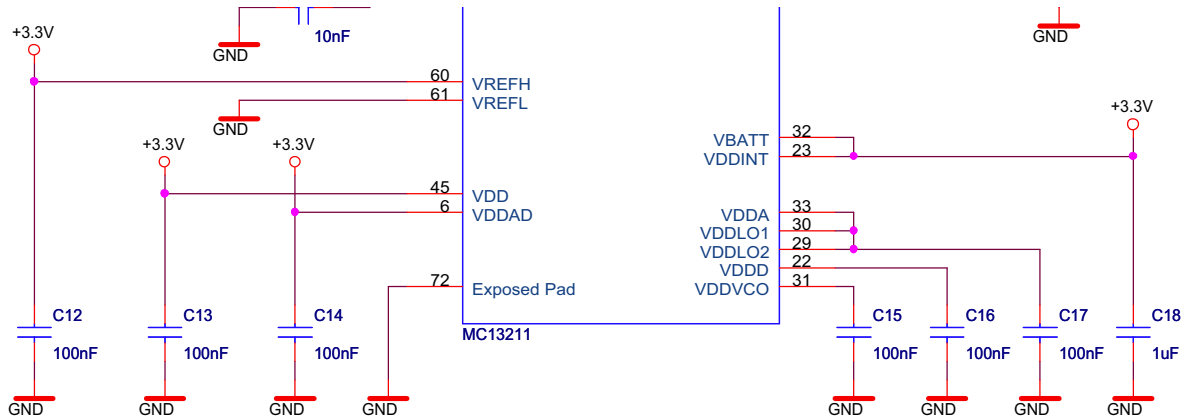 10nF
GND
GND
+3.3V
60
VREFH
61
VREFL
GND
+3.3V
+3.3V
+3.3V
32
VBATT
23
VDDINT
45
VDD
6
VDDAD
33
VDDA
30
VDDLO1
29
VDDLO2
22
VDDD
31
VDDVCO
72
Exposed Pad
MC13211
C12
100nF
C13
100nF
C14
100nF
C15
100nF
C16
100nF
C17
100nF
C18
1uF
GND
GND
GND
GND
GND
GND
GND
GND